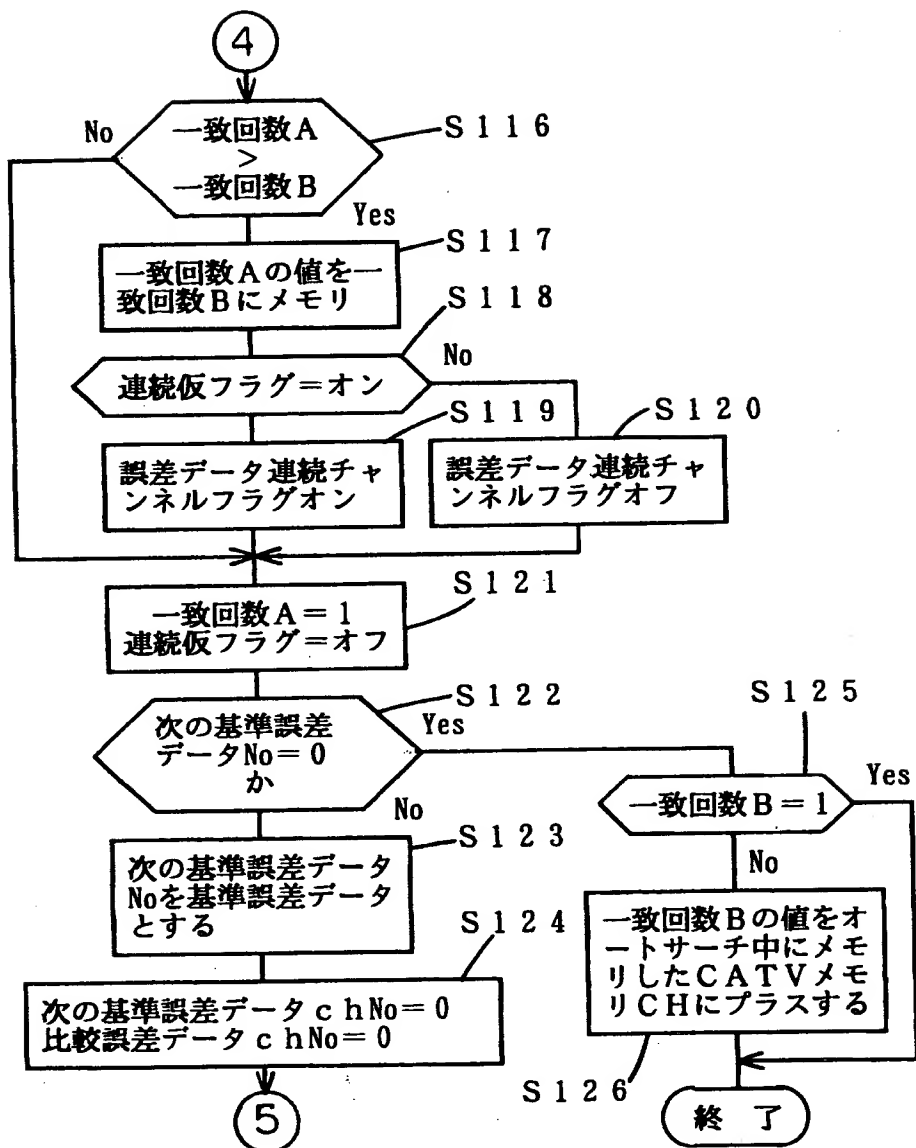 4
No
一致回数A
>
一致回数B
S116
Yes
S117
一致回数Aの値を一
致回数Bにメモリ
S118
連続仮フラグ=オン
No
S119
S120
誤差データ連続チャ
ンネルフラグオン
誤差データ連続チャ
ンネルフラグオフ
S121
一致回数A=1
連続仮フラグ=オフ
S122
次の基準誤差
データNo=0
か
Yes
S125
No
一致回数B=1
Yes
S123
次の基準誤差データ
Noを基準誤差データ
とする
No
S124
次の基準誤差データchNo=0
比較誤差データchNo=0
一致回数Bの値をオ
ートサーチ中にメモ
リしたCATVメモ
リCHにプラスする
S126
5
終了